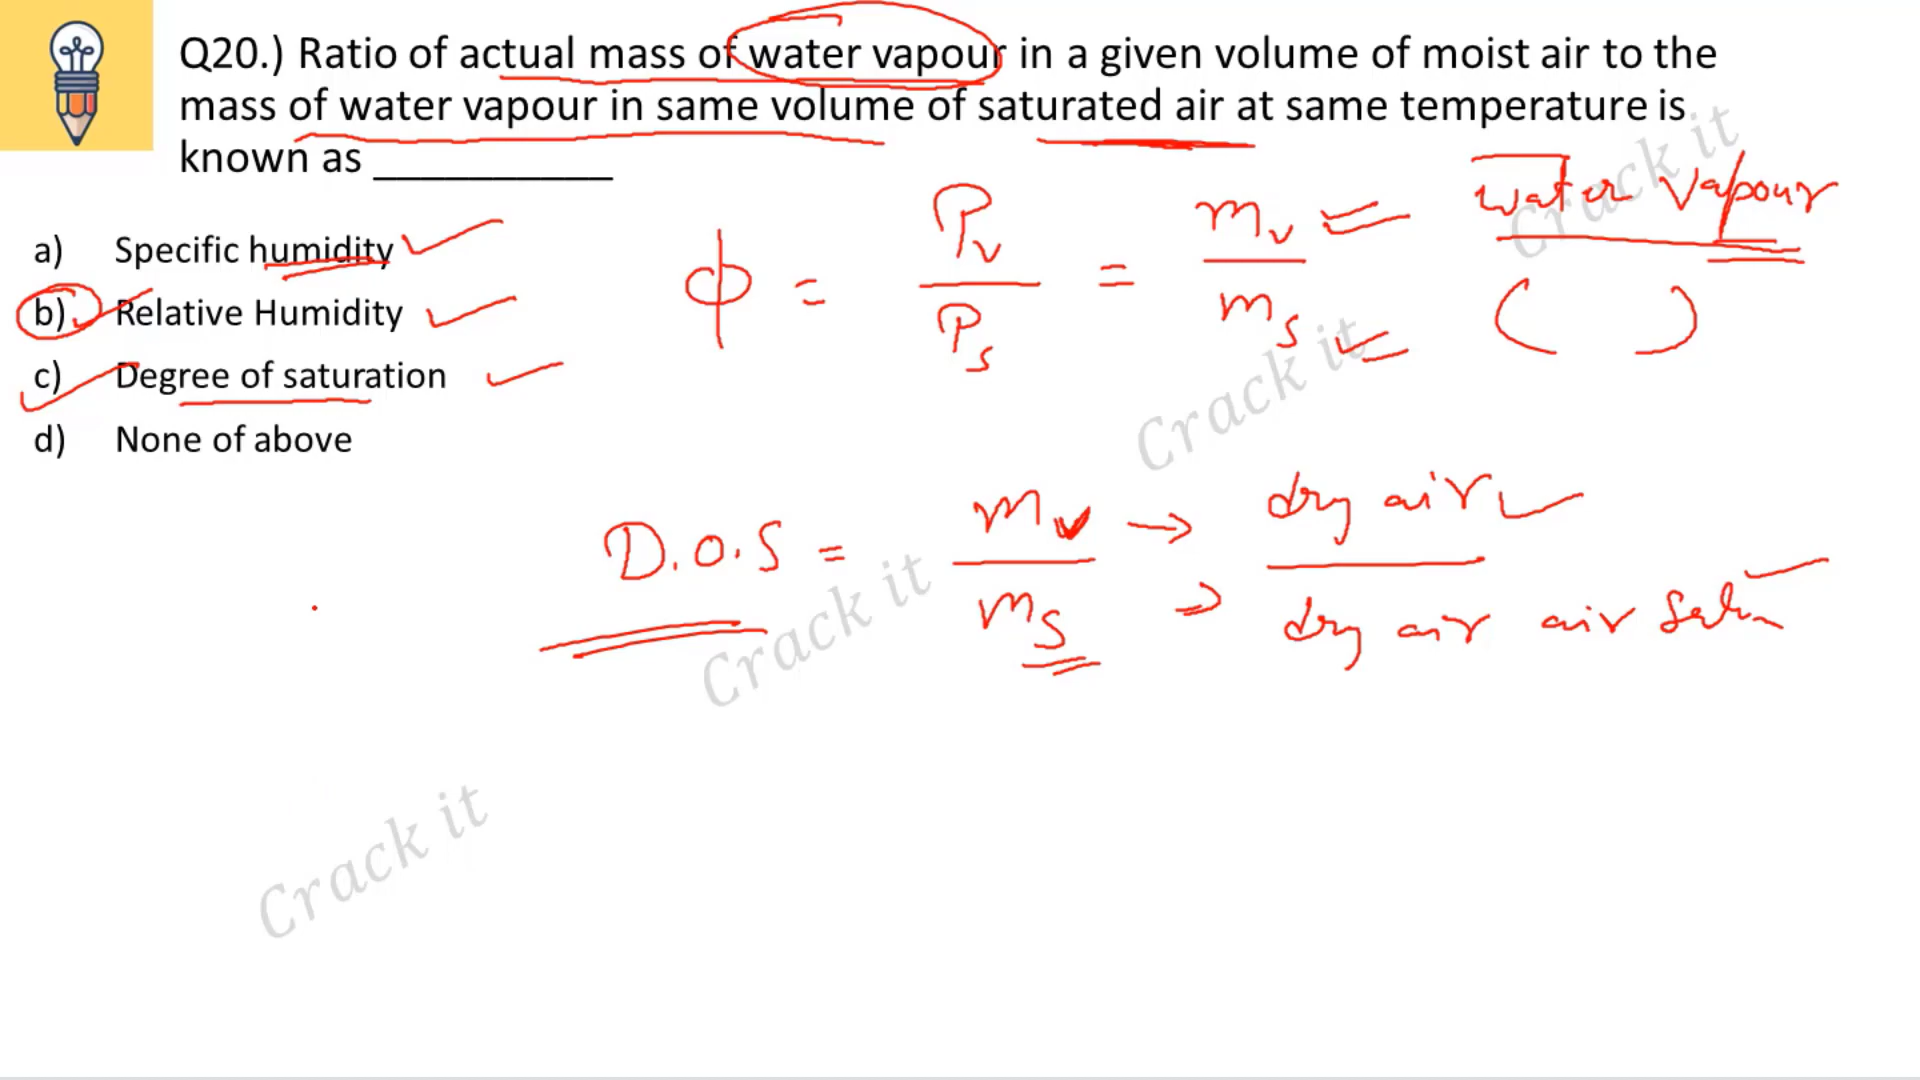 Q20.) Ratio of actual mass of water vapour in a given volume of moist air to the
mass of water vapour in same volume of saturated air at same temperature is
known as __________
a) Specific humidity
b) Relative Humidity
c) Degree of saturation
d) None of above
ϕ = Pv / Ps = mv / ms = water vapour
( )
D.O.S = mv / ms → dry air
⇒ dry air air
Crack it
Crack it
Crack it
Crack it